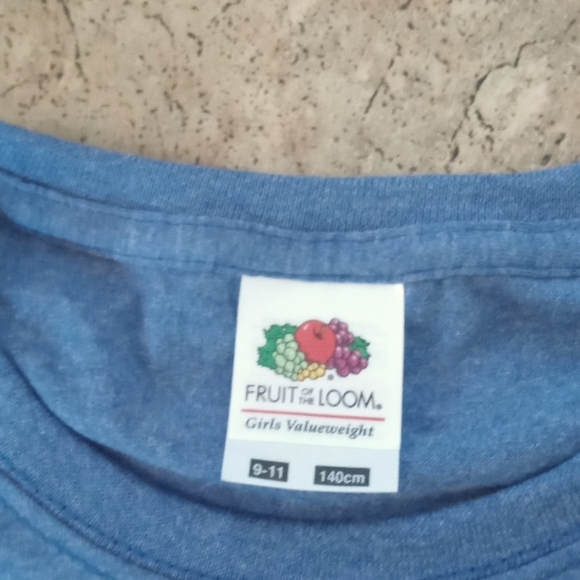 FRUIT OF THE LOOM®
Girls Valueweight
9-11 140cm